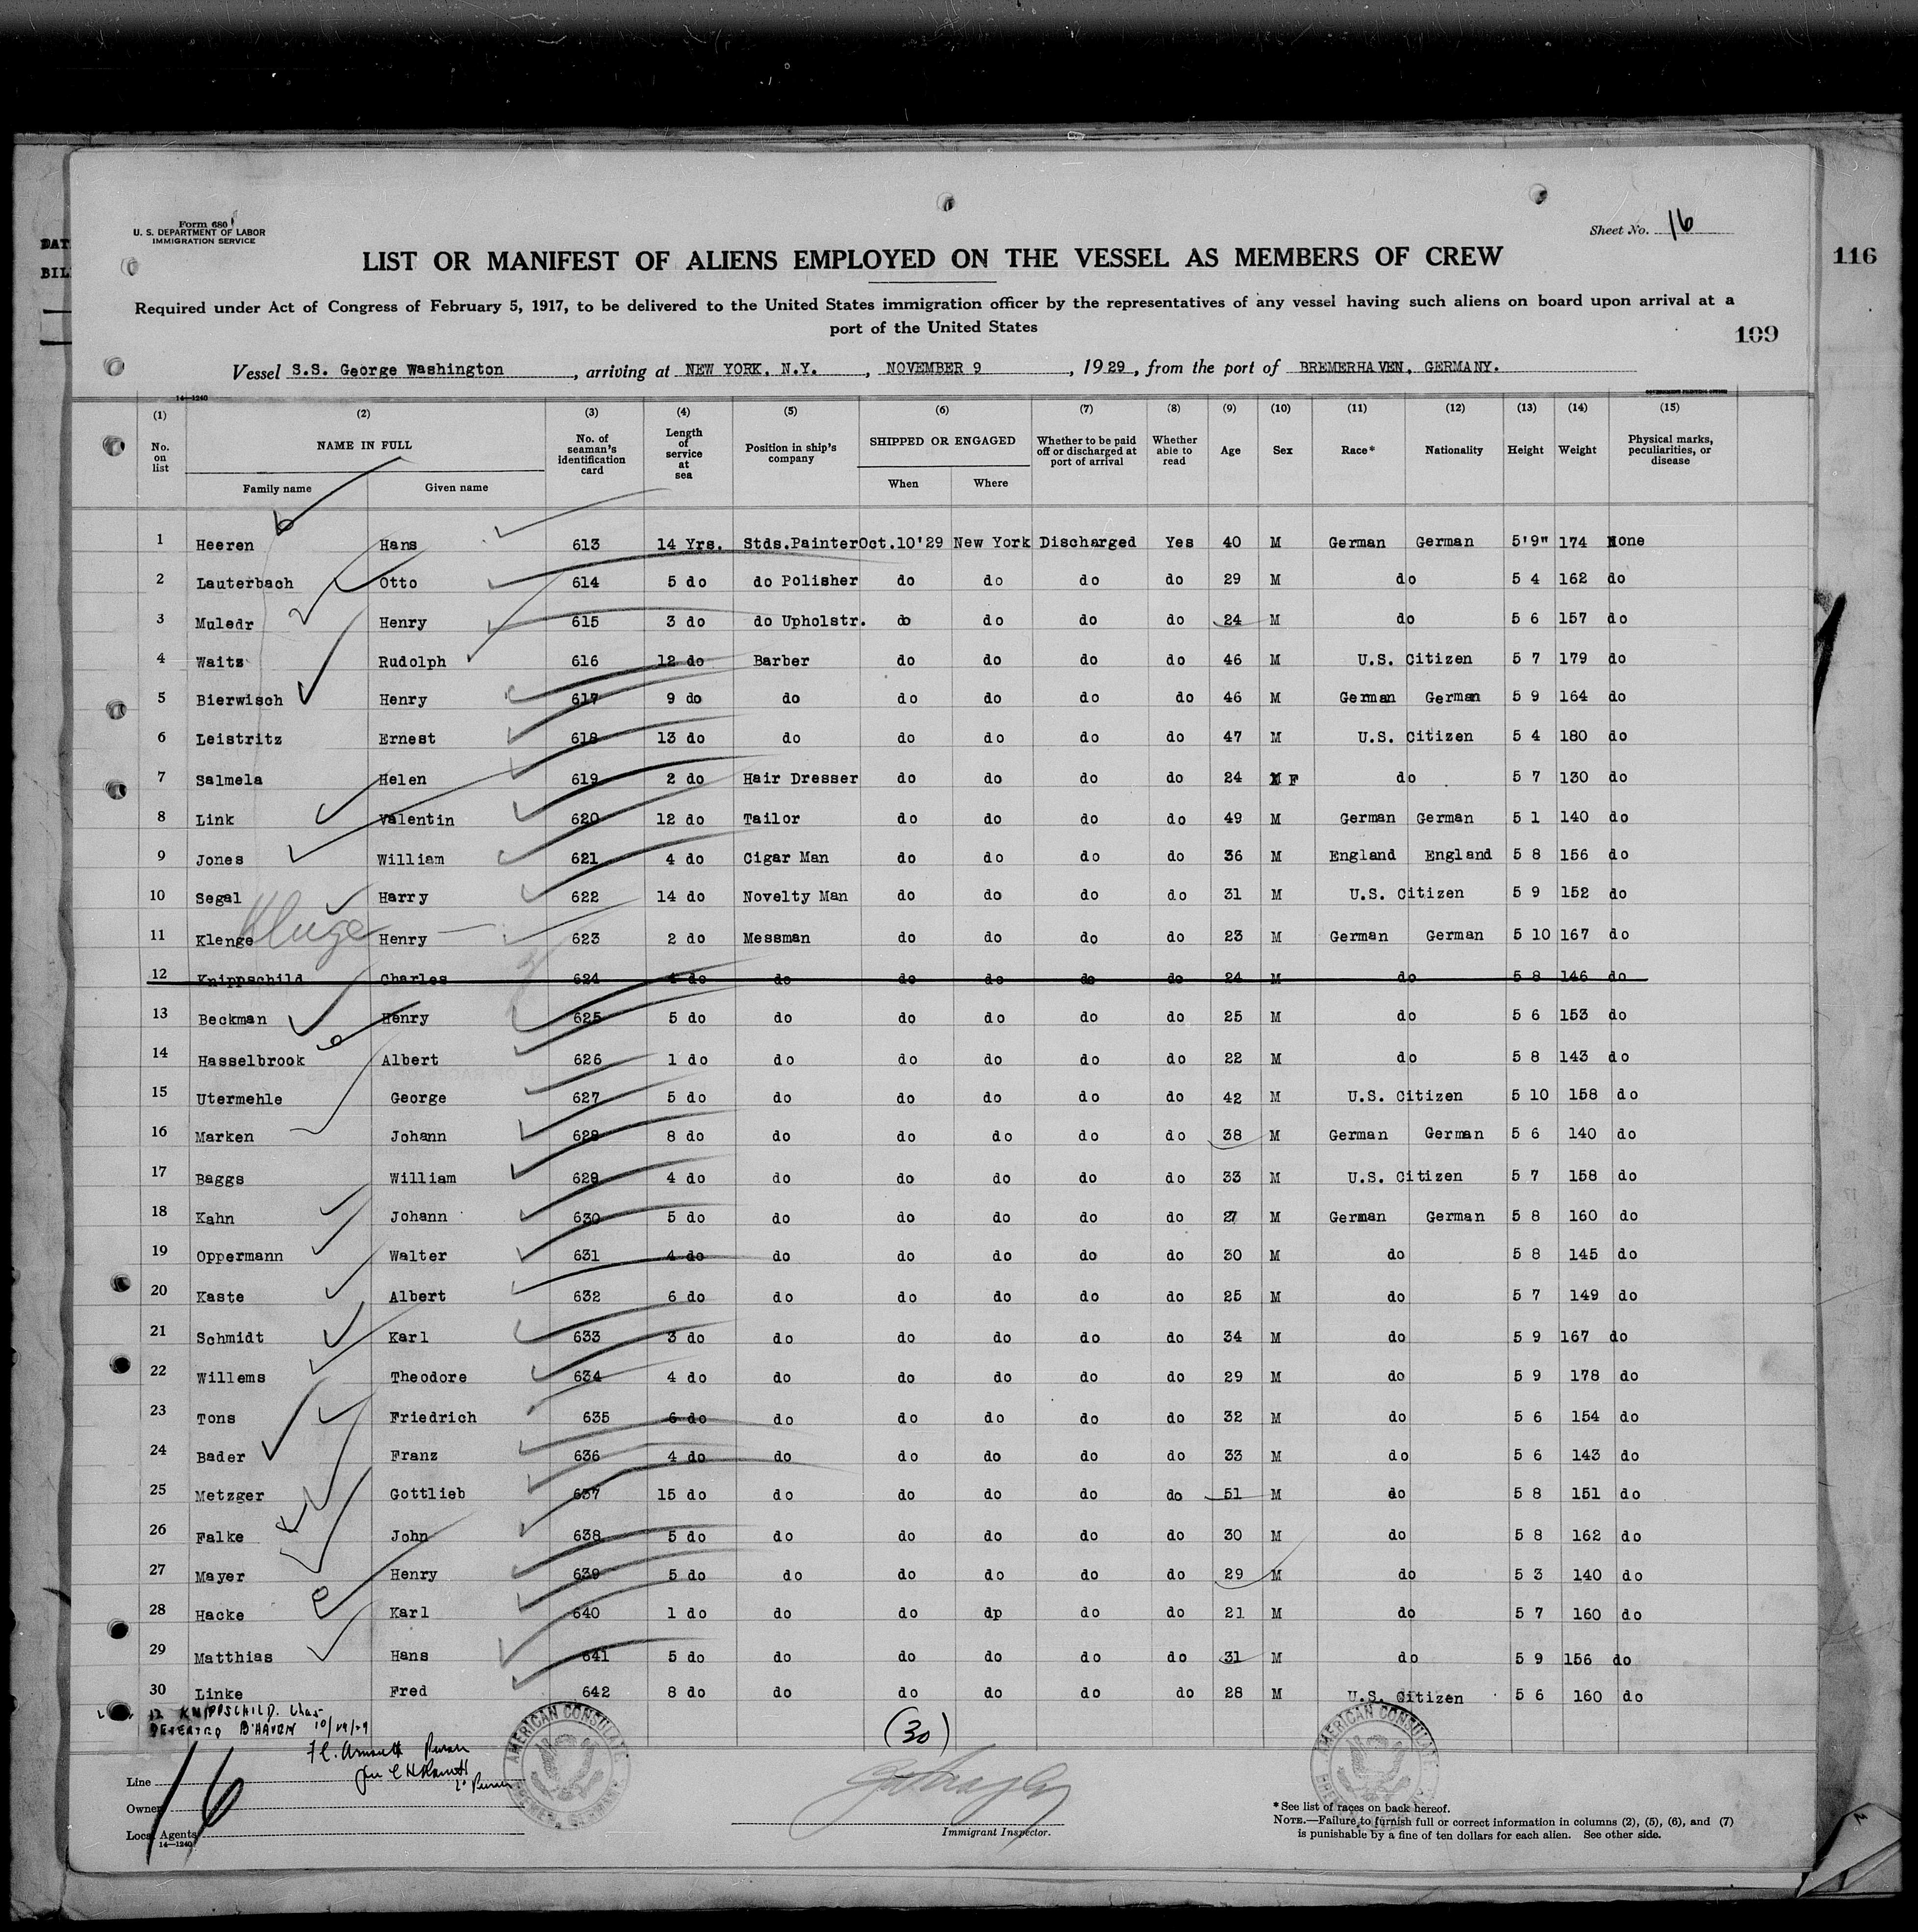 Form 680
U. S. DEPARTMENT OF LABOR
IMMIGRATION SERVICE
Sheet No. 16
DAT
BIL
116
LIST OR MANIFEST OF ALIENS EMPLOYED ON THE VESSEL AS MEMBERS OF CREW
Required under Act of Congress of February 5, 1917, to be delivered to the United States immigration officer by the representatives of any vessel having such aliens on board upon arrival at a
port of the United States
109
Vessel S.S. George Washington, arriving at NEW YORK, N.Y., NOVEMBER 9, 1929, from the port of BREMERHAVEN, GERMANY.
14—1240
(1) (2) (3) (4) (5) (6) (7) (8) (9) (10) (11) (12) (13) (14) (15)
No. on list NAME IN FULL Family name Given name No. of seaman's identification card Length of service at sea Position in ship's company SHIPPED OR ENGAGED When Where Whether to be paid off or discharged at port of arrival Whether able to read Age Sex Race* Nationality Height Weight Physical marks, peculiarities, or disease
1 Heeren Hans 613 14 Yrs. Stds.Painter Oct.10'29 New York Discharged Yes 40 M German German 5'9" 174 None
2 Lauterbach Otto 614 5 do do Polisher do do do do 29 M do 5 4 162 do
3 Muledr Henry 615 3 do do Upholstr. do do do do 24 M do 5 6 157 do
4 Waitz Rudolph 616 12 do Barber do do do do 46 M U.S. Citizen 5 7 179 do
5 Bierwisch Henry 617 9 do do do do do do 46 M German German 5 9 164 do
6 Leistritz Ernest 618 13 do do do do do do 47 M U.S. Citizen 5 4 180 do
7 Salmela Helen 619 2 do Hair Dresser do do do do 24 F do 5 7 130 do
8 Link Valentin 620 12 do Tailor do do do do 49 M German German 5 1 140 do
9 Jones William 621 4 do Cigar Man do do do do 36 M England England 5 8 156 do
10 Segal Harry 622 14 do Novelty Man do do do do 31 M U.S. Citizen 5 9 152 do
11 Klenge Kluge Henry 623 2 do Messman do do do do 23 M German German 5 10 167 do
12 Knippschild Charles 624 4 do do do do do do 24 M do 5 8 146 do
13 Beckman Henry 625 5 do do do do do do 25 M do 5 6 153 do
14 Hasselbrook Albert 626 1 do do do do do do 22 M do 5 8 143 do
15 Utermehle George 627 5 do do do do do do 42 M U.S. Citizen 5 10 158 do
16 Marken Johann 628 8 do do do do do do 38 M German German 5 6 140 do
17 Baggs William 629 4 do do do do do do 33 M U.S. Citizen 5 7 158 do
18 Kahn Johann 630 5 do do do do do do 27 M German German 5 8 160 do
19 Oppermann Walter 631 4 do do do do do do 30 M do 5 8 145 do
20 Kaste Albert 632 6 do do do do do do 25 M do 5 7 149 do
21 Schmidt Karl 633 3 do do do do do do 34 M do 5 9 167 do
22 Willems Theodore 634 4 do do do do do do 29 M do 5 9 178 do
23 Tons Friedrich 635 6 do do do do do do 32 M do 5 6 154 do
24 Bader Franz 636 4 do do do do do do 33 M do 5 6 143 do
25 Metzger Gottlieb 637 15 do do do do do do 51 M do 5 8 151 do
26 Falke John 638 5 do do do do do do 30 M do 5 8 162 do
27 Mayer Henry 639 5 do do do do do do 29 M do 5 3 140 do
28 Hacke Karl 640 1 do do do dp do do 21 M do 5 7 160 do
29 Matthias Hans 641 5 do do do do do do 31 M do 5 9 156 do
30 Linke Fred 642 8 do do do do do do 28 M U.S. Citizen 5 6 160 do
12 KNIPPSCHILD. Chas
DESERTED B'HAVEN 10/29/29
(30)
AMERICAN CONSULATE
BREMEN, GERMANY
AMERICAN CONSULATE
Line
Owner
Local Agents
14—1240
16
Immigrant Inspector.
*See list of races on back hereof.
NOTE.—Failure to furnish full or correct information in columns (2), (5), (6), and (7)
is punishable by a fine of ten dollars for each alien. See other side.